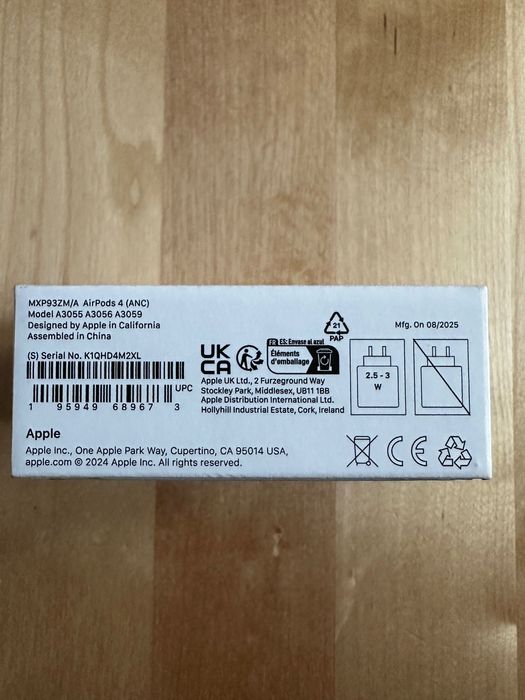 MXP93ZM/A AirPods 4 (ANC)
Model A3055 A3056 A3059
Designed by Apple in California
Assembled in China
(S) Serial No. K1QHD4M2XL
UPC
1 95949 68967 3
UK
CA
FR ES: Envase al azul
Éléments
d'emballage
21
PAP
Apple UK Ltd., 2 Furzeground Way
Stockley Park, Middlesex, UB11 1BB
Apple Distribution International Ltd.
Hollyhill Industrial Estate, Cork, Ireland
Mfg. On 08/2025
2.5 - 3
W
Apple
Apple Inc., One Apple Park Way, Cupertino, CA 95014 USA,
apple.com © 2024 Apple Inc. All rights reserved.
CE